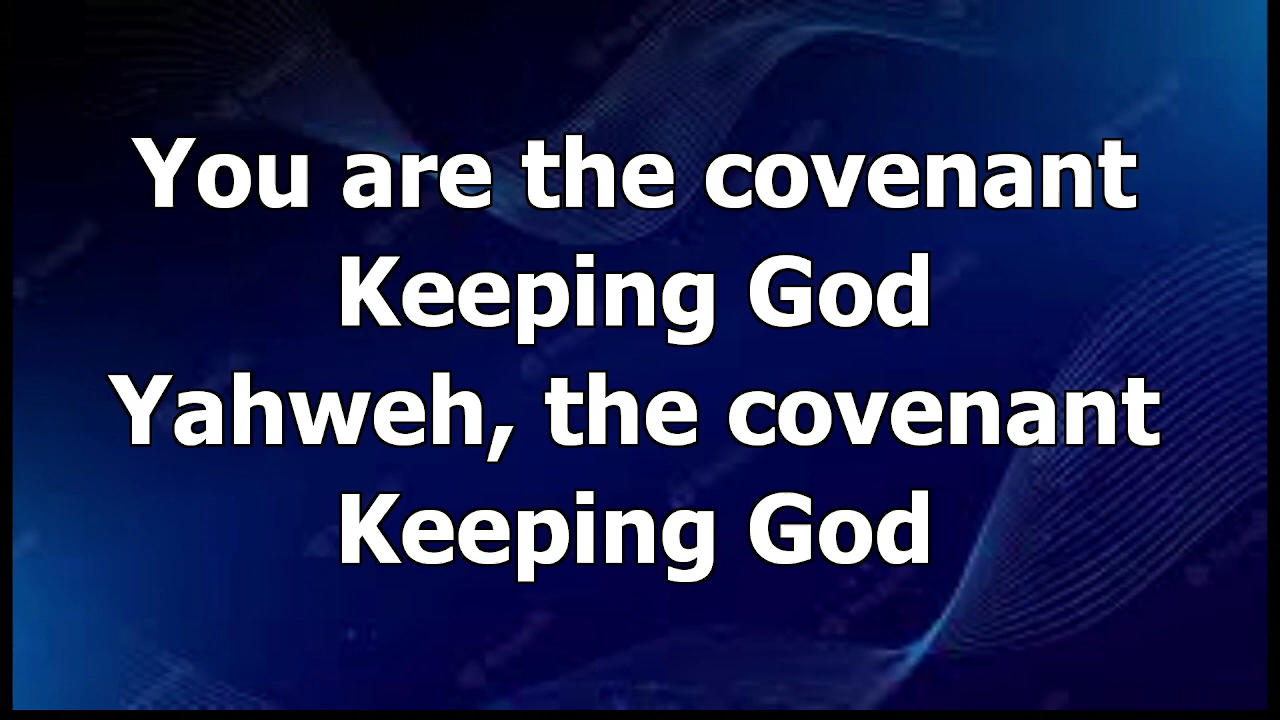 You are the covenant
Keeping God
Yahweh, the covenant
Keeping God